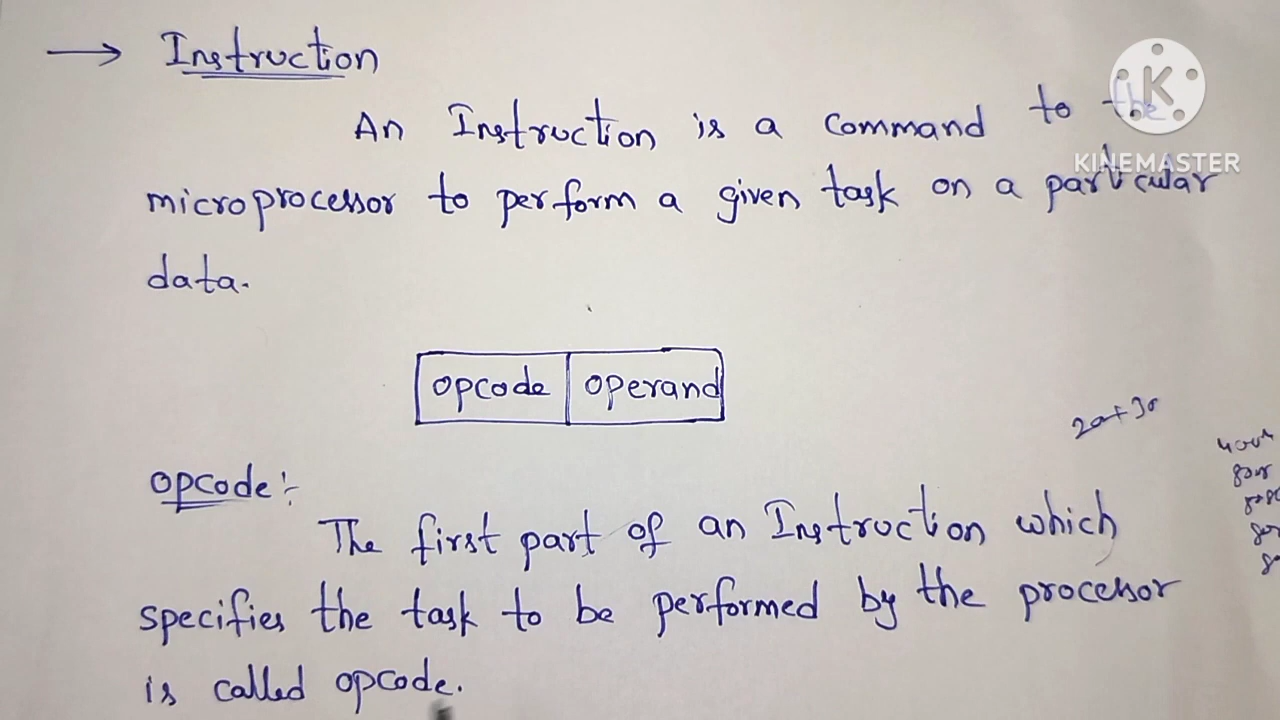 → Instruction
An Instruction is a command to the
K
KINEMASTER
microprocessor to perform a given task on a particular
data.
opcode operand
opcode :-
The first part of an Instruction which
specifies the task to be performed by the processor
is called opcode.